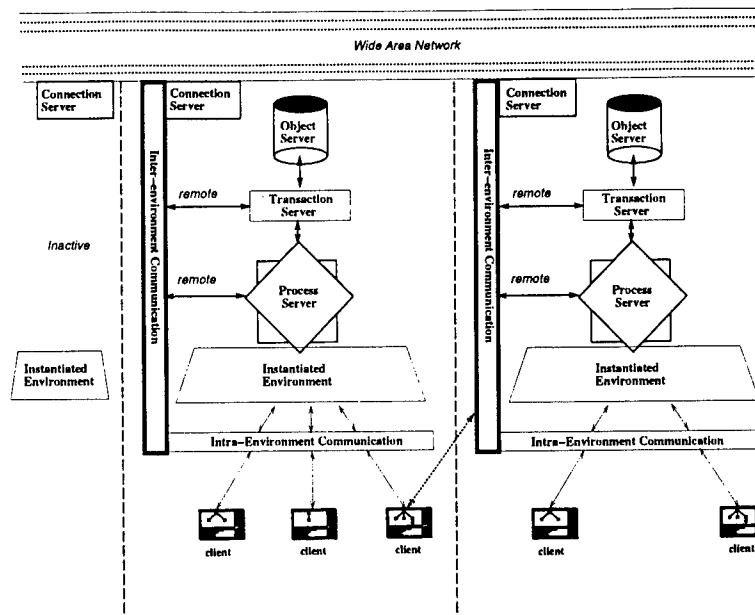 Wide Area Network
Connection
Server
Inactive
Instantiated
Environment
Connection
Server
Inter-environment Communication
Object
Server
remote
Transaction
Server
remote
Process
Server
Instantiated
Environment
Intra-Environment Communication
client
client
client
Connection
Server
Inter-environment Communication
Object
Server
remote
Transaction
Server
remote
Process
Server
Instantiated
Environment
Intra-Environment Communication
client
client